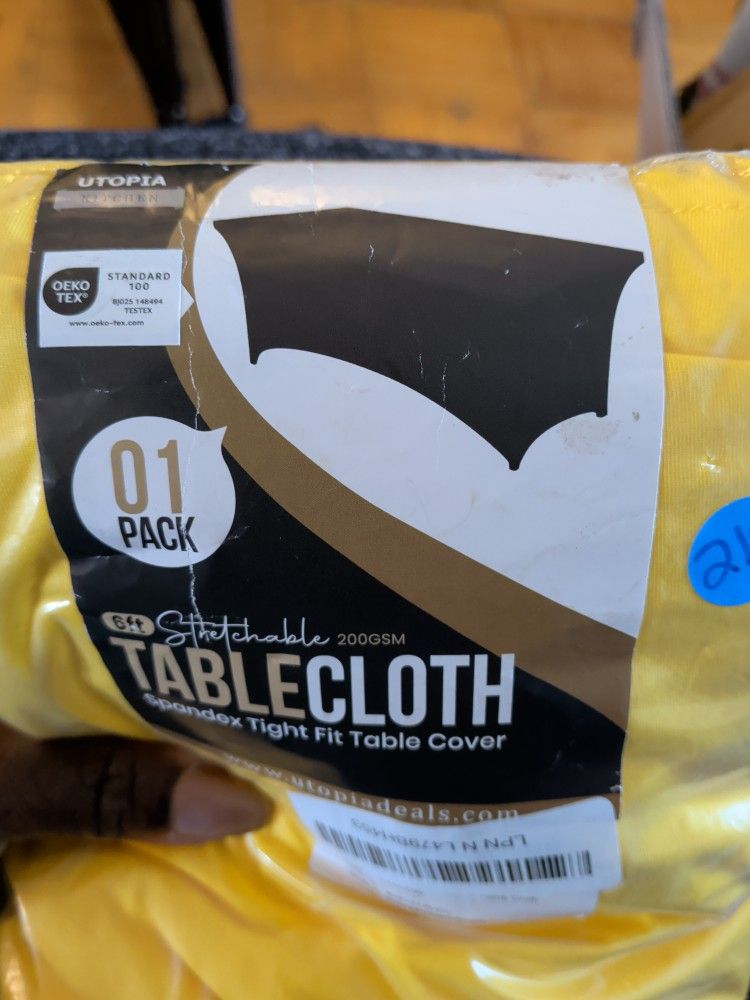 UTOPIA
KITCHEN
OEKO
TEX®
STANDARD
100
BJ025 148494
TESTEX
www.oeko-tex.com
01
PACK
6ft Stretchable 200GSM
TABLECLOTH
Spandex Tight Fit Table Cover
www.utopiadeals.com